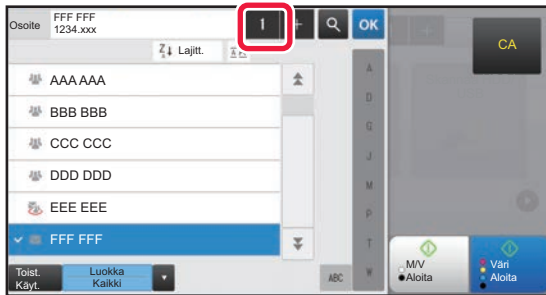 Osoite
FFF FFF
1234.xxx
1
+
OK
CA
Lajitt.
AAA AAA
BBB BBB
CCC CCC
DDD DDD
EEE EEE
FFF FFF
A
D
G
J
M
P
T
W
Toist.
Käyt.
Luokka
Kaikki
ABC
M/V
Aloita
Väri
Aloita